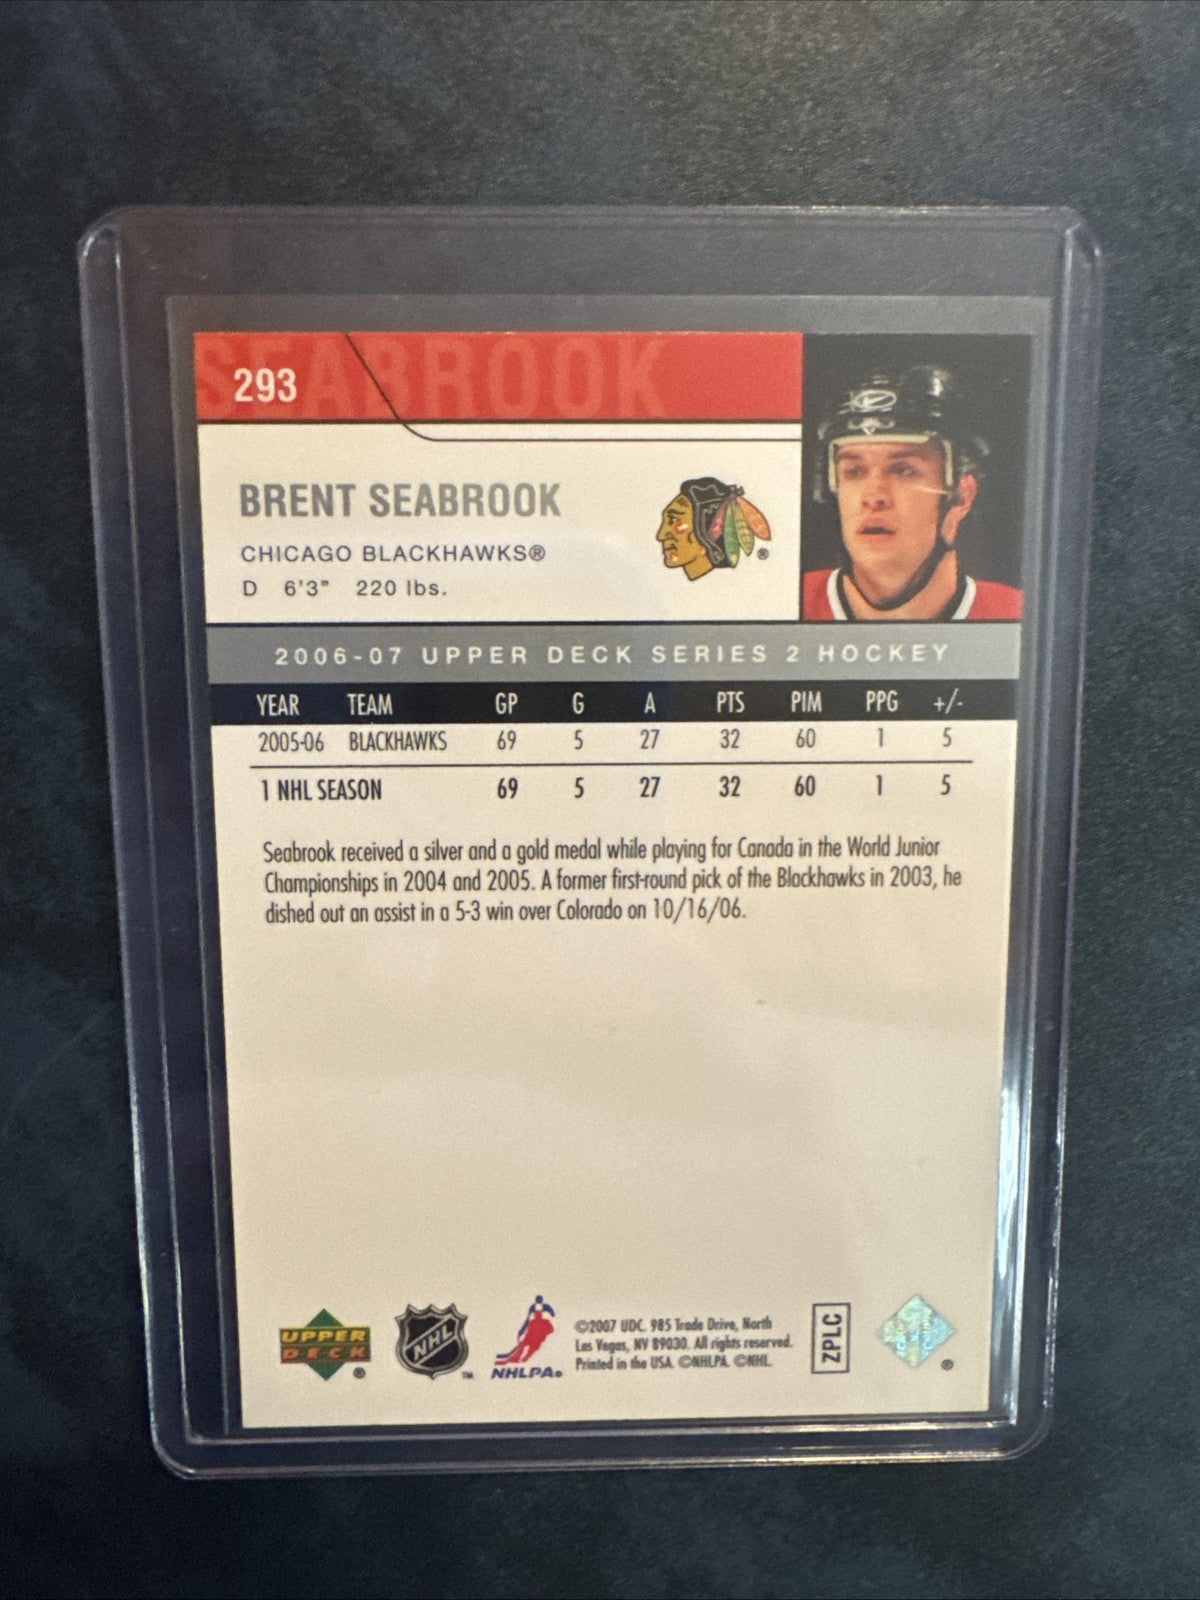 SEABROOK
293
BRENT SEABROOK
CHICAGO BLACKHAWKS®
D 6'3" 220 lbs.
2006-07 UPPER DECK SERIES 2 HOCKEY
YEAR TEAM GP G A PTS PIM PPG +/-
2005-06 BLACKHAWKS 69 5 27 32 60 1 5
1 NHL SEASON 69 5 27 32 60 1 5
Seabrook received a silver and a gold medal while playing for Canada in the World Junior
Championships in 2004 and 2005. A former first-round pick of the Blackhawks in 2003, he
dished out an assist in a 5-3 win over Colorado on 10/16/06.
UPPER
DECK
®
NHL
TM
NHLPA®
©2007 UDC. 985 Trade Drive, North
Las Vegas, NV 89030. All rights reserved.
Printed in the USA. ©NHLPA. ©NHL.
ZPLC
®